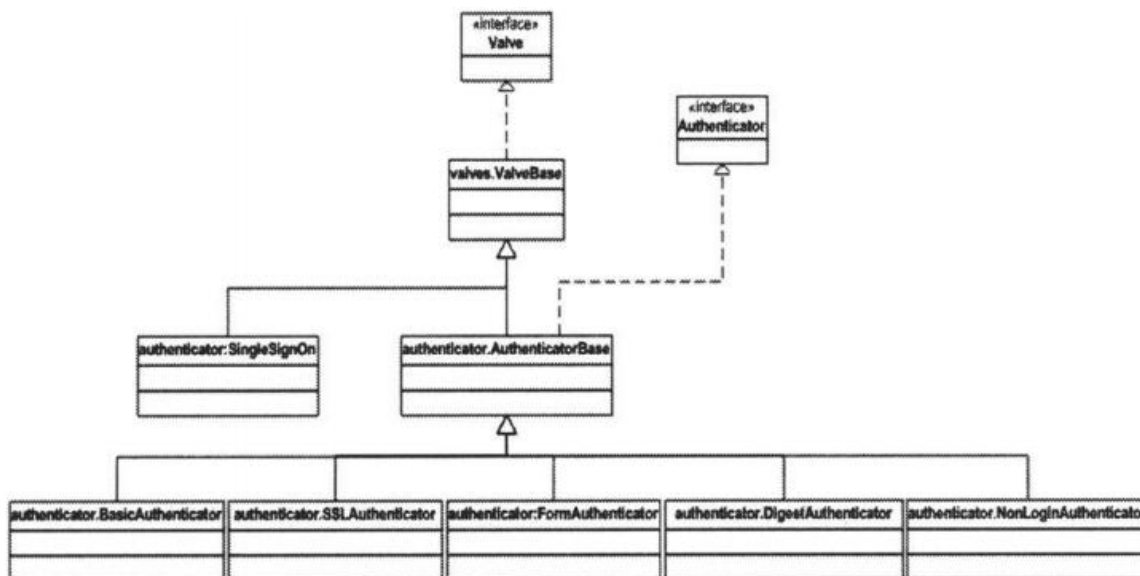 «interface»
Valve
«interface»
Authenticator
valves.ValveBase
authenticator:SingleSignOn
authenticator.AuthenticatorBase
authenticator.BasicAuthenticator
authenticator.SSLAuthenticator
authenticator:FormAuthenticator
authenticator.DigestAuthenticator
authenticator.NonLoginAuthenticato